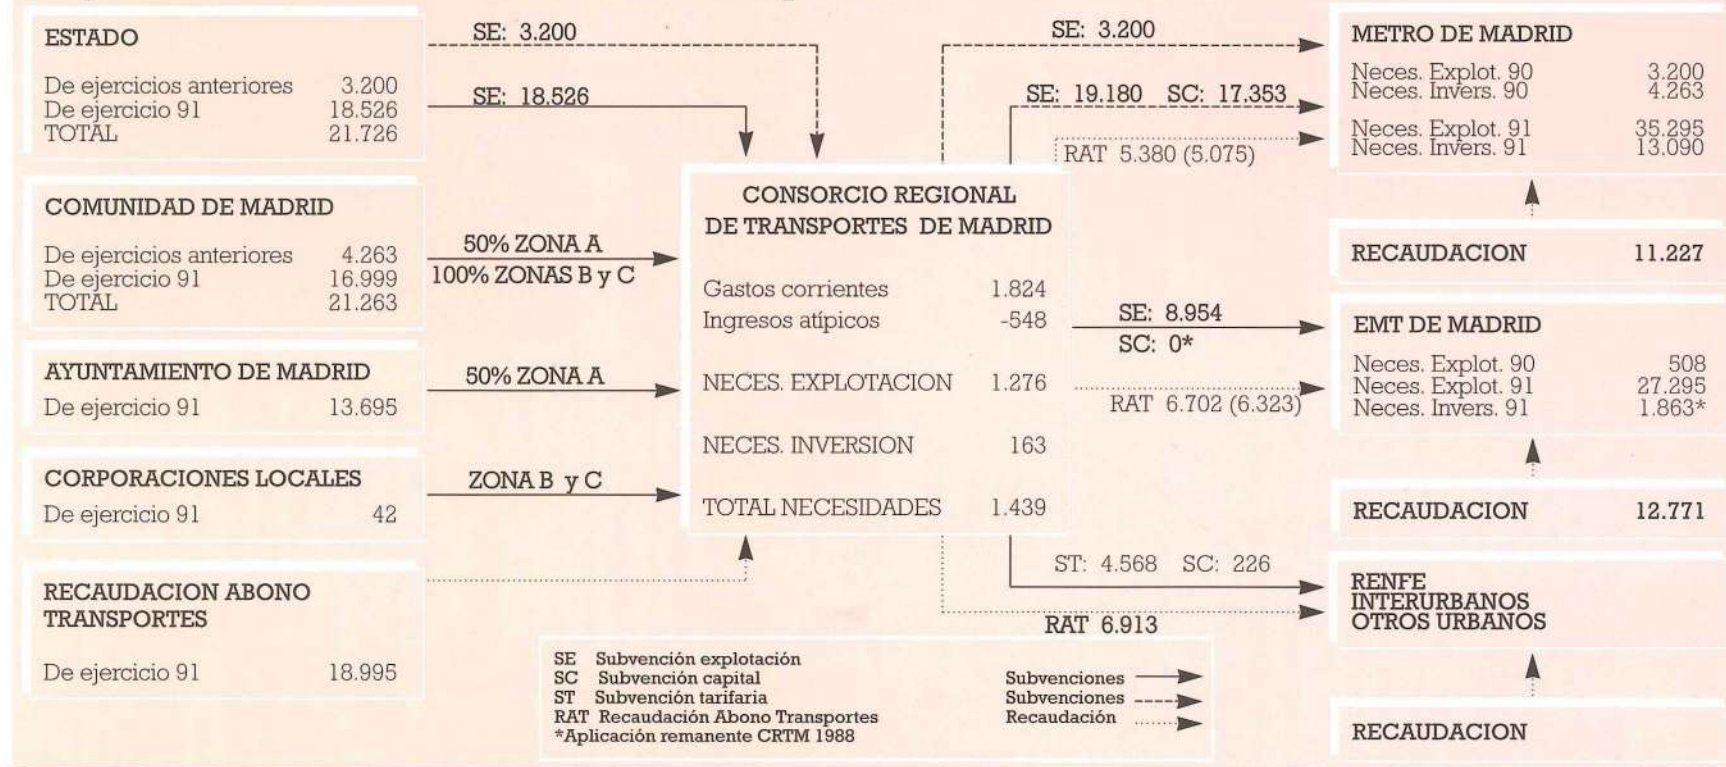 ESTADO
De ejercicios anteriores 3.200
De ejercicio 91 18.526
TOTAL 21.726
COMUNIDAD DE MADRID
De ejercicios anteriores 4.263
De ejercicio 91 16.999
TOTAL 21.263
AYUNTAMIENTO DE MADRID
De ejercicio 91 13.695
CORPORACIONES LOCALES
De ejercicio 91 42
RECAUDACION ABONO
TRANSPORTES
De ejercicio 91 18.995
SE: 3.200
SE: 18.526
50% ZONA A
100% ZONAS B y C
50% ZONA A
ZONA B y C
CONSORCIO REGIONAL
DE TRANSPORTES DE MADRID
Gastos corrientes 1.824
Ingresos atípicos -548
NECES. EXPLOTACION 1.276
NECES. INVERSION 163
TOTAL NECESIDADES 1.439
SE: 3.200
SE: 19.180 SC: 17.353
RAT 5.380 (5.075)
SE: 8.954
SC: 0*
RAT 6.702 (6.323)
ST: 4.568 SC: 226
RAT 6.913
METRO DE MADRID
Neces. Explot. 90 3.200
Neces. Invers. 90 4.263
Neces. Explot. 91 35.295
Neces. Invers. 91 13.090
RECAUDACION 11.227
EMT DE MADRID
Neces. Explot. 90 508
Neces. Explot. 91 27.295
Neces. Invers. 91 1.863*
RECAUDACION 12.771
RENFE
INTERURBANOS
OTROS URBANOS
RECAUDACION
SE Subvención explotación
SC Subvención capital
ST Subvención tarifaria
RAT Recaudación Abono Transportes
*Aplicación remanente CRTM 1988
Subvenciones
Subvenciones
Recaudación